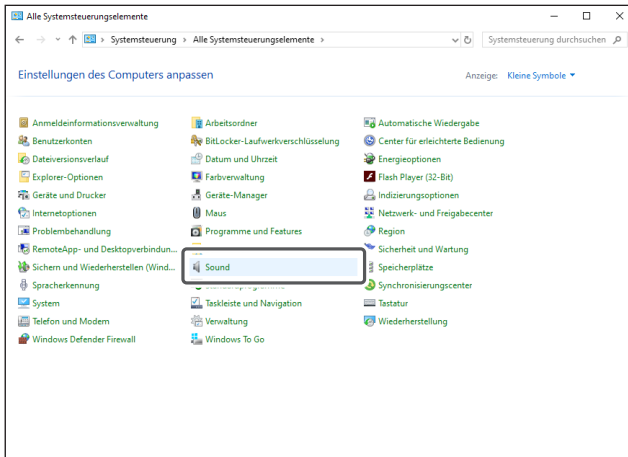 Alle Systemsteuerungselemente
Systemsteuerung > Alle Systemsteuerungselemente >
Systemsteuerung durchsuchen
Einstellungen des Computers anpassen
Anzeige: Kleine Symbole
Anmeldeinformationsverwaltung
Arbeitsordner
Automatische Wiedergabe
Benutzerkonten
BitLocker-Laufwerkverschlüsselung
Center für erleichterte Bedienung
Dateiversionsverlauf
Datum und Uhrzeit
Energieoptionen
Explorer-Optionen
Farbverwaltung
Flash Player (32-Bit)
Geräte und Drucker
Geräte-Manager
Indizierungsoptionen
Internetoptionen
Maus
Netzwerk- und Freigabecenter
Problembehandlung
Programme und Features
Region
RemoteApp- und Desktopverbindun...
Sicherheit und Wartung
Sichern und Wiederherstellen (Wind...
Sound
Speicherplätze
Spracherkennung
Synchronisierungscenter
System
Taskleiste und Navigation
Tastatur
Telefon und Modem
Verwaltung
Wiederherstellung
Windows Defender Firewall
Windows To Go